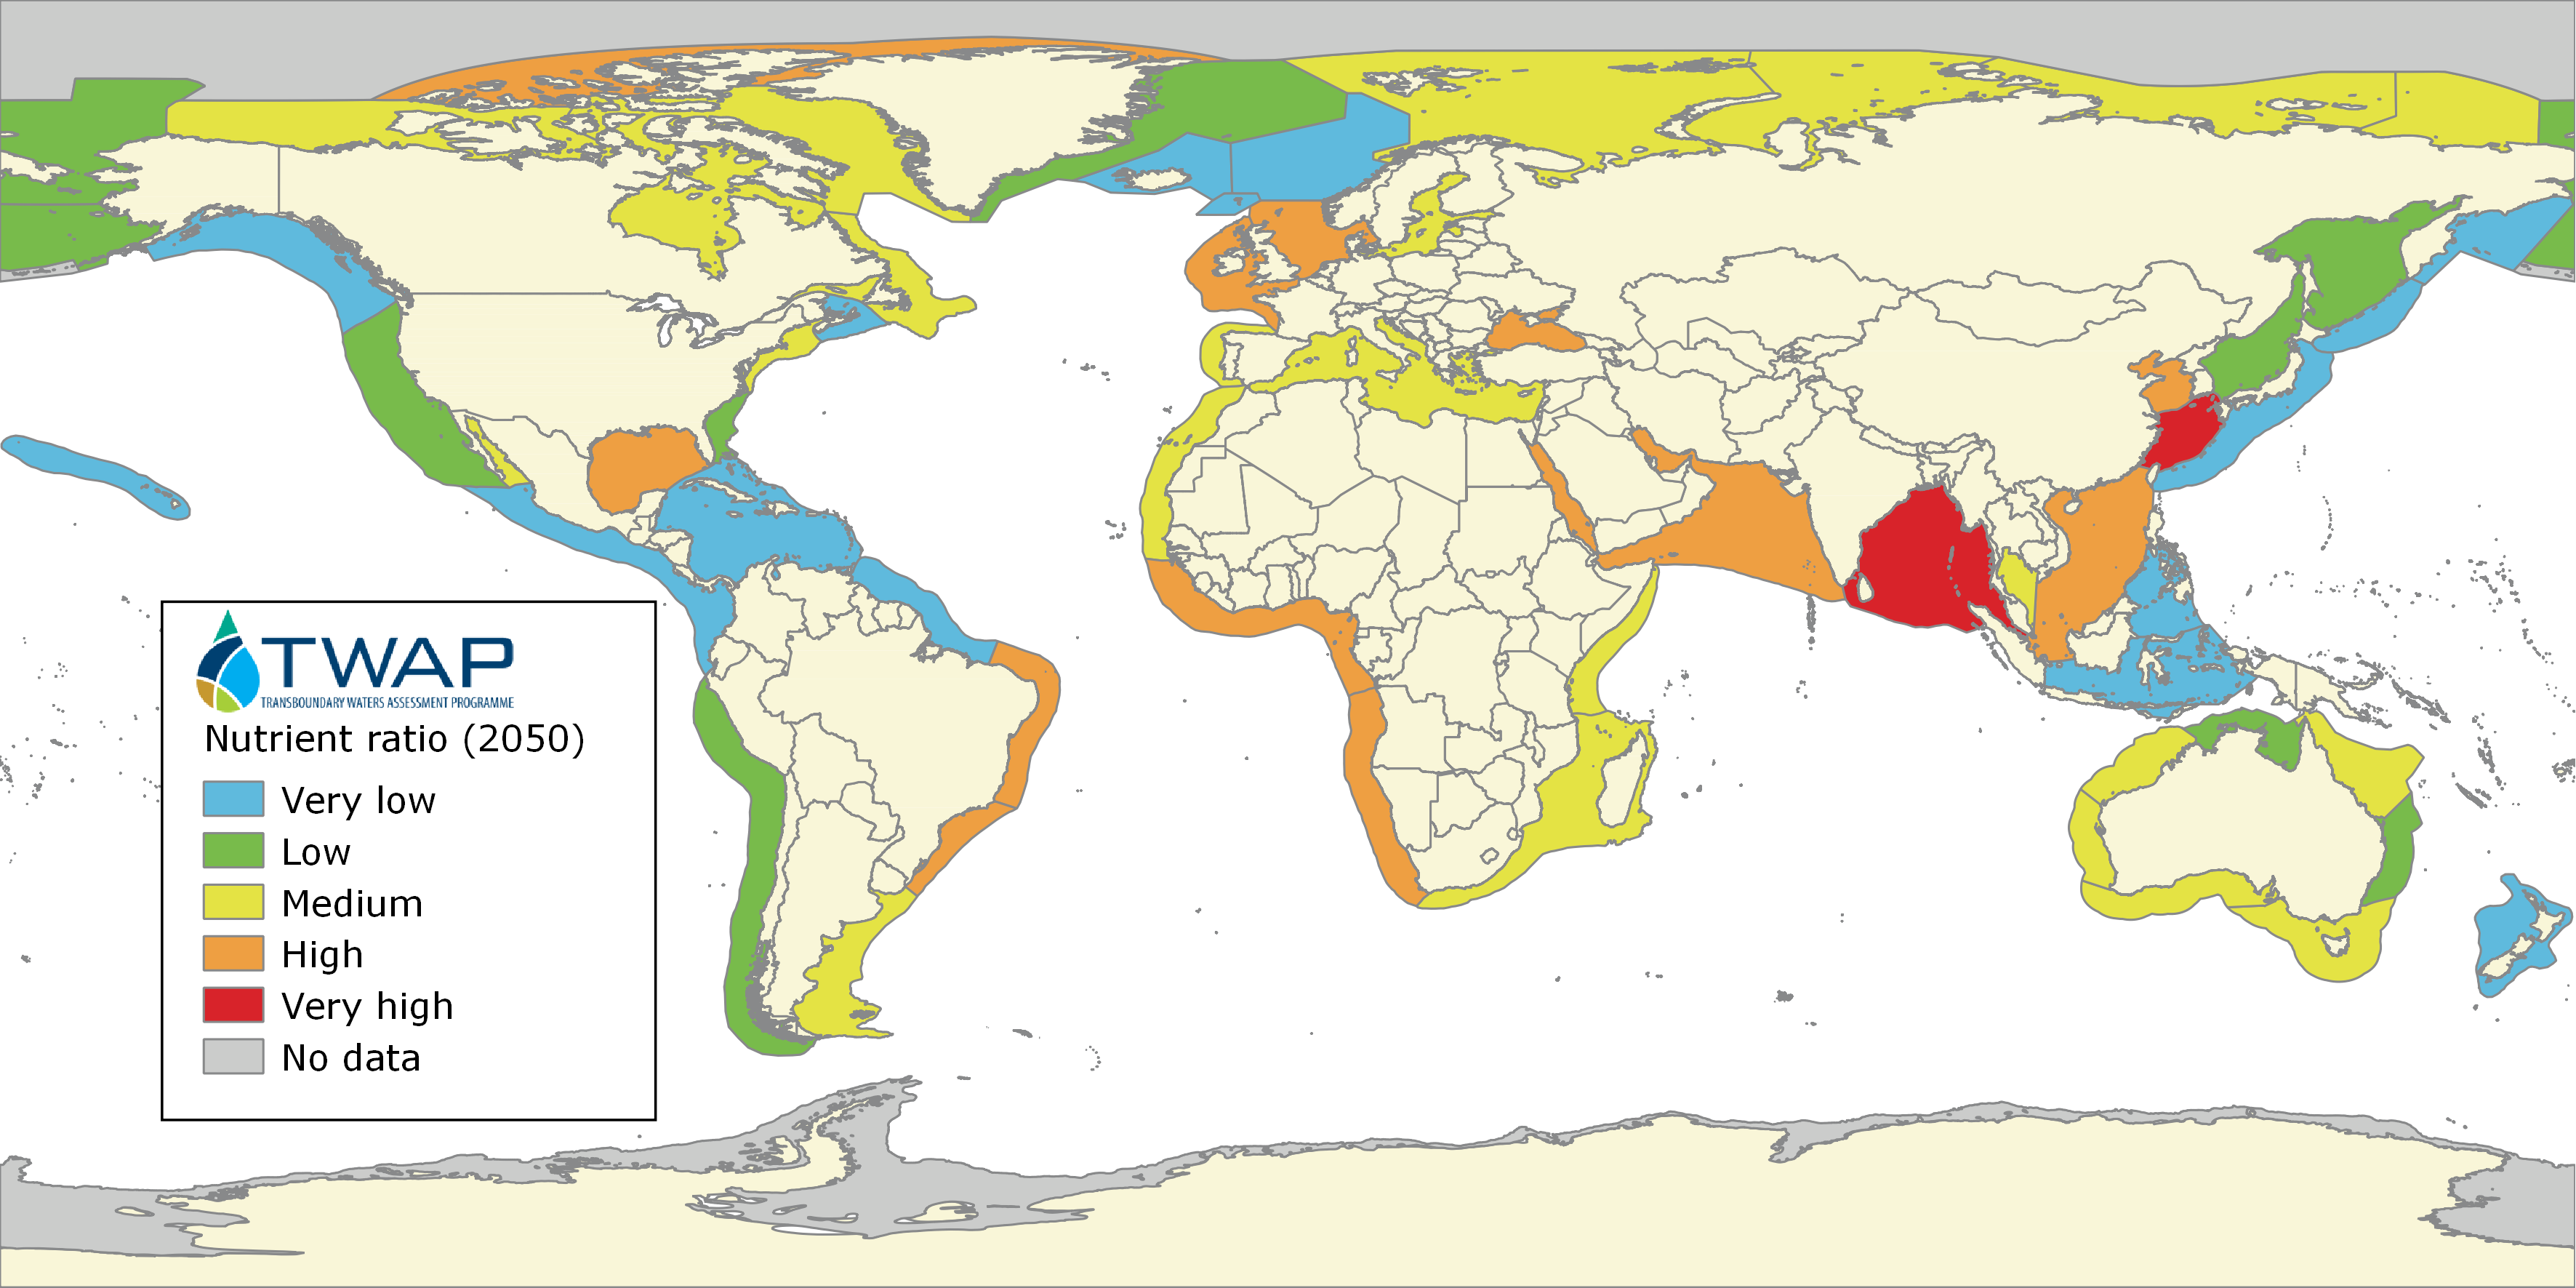 TWAP
TRANSBOUNDARY WATERS ASSESSMENT PROGRAMME
Nutrient ratio (2050)
Very low
Low
Medium
High
Very high
No data